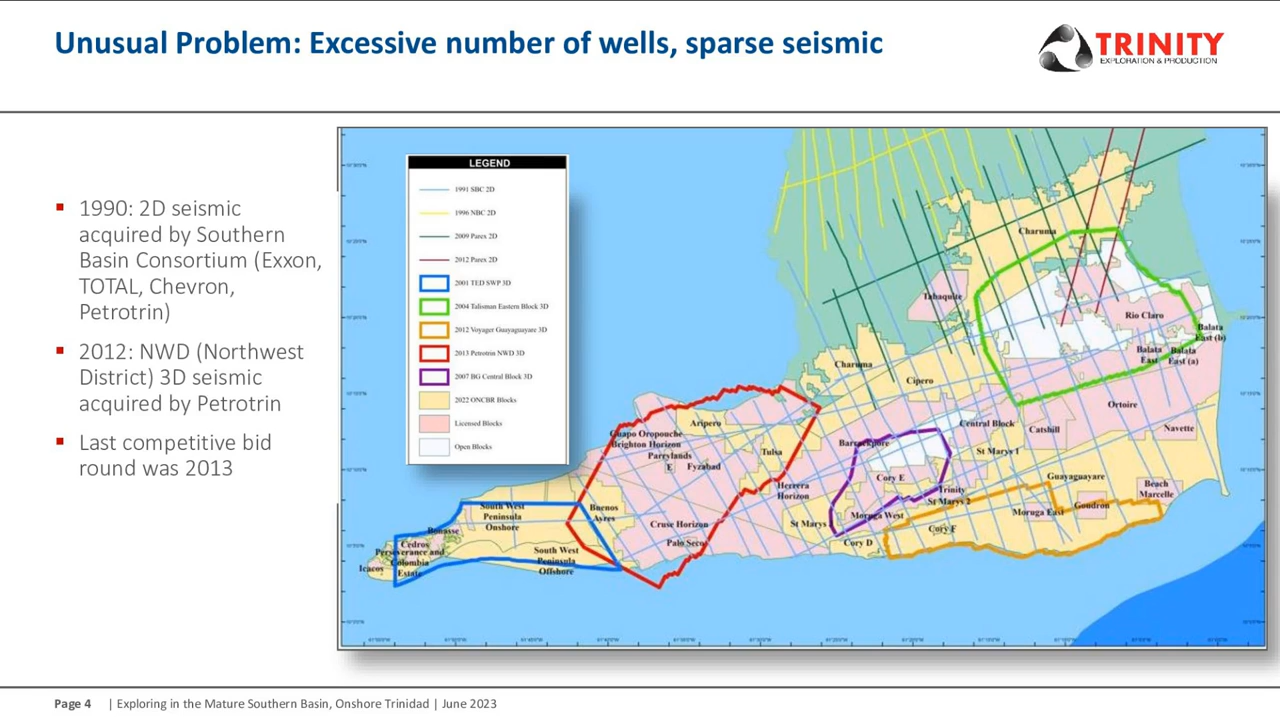 Unusual Problem: Excessive number of wells, sparse seismic
TRINITY
EXPLORATION & PRODUCTION
▪ 1990: 2D seismic
acquired by Southern
Basin Consortium (Exxon,
TOTAL, Chevron,
Petrotrin)
▪ 2012: NWD (Northwest
District) 3D seismic
acquired by Petrotrin
▪ Last competitive bid
round was 2013
LEGEND
1991 SBC 2D
1996 NBC 2D
2009 Parex 2D
2012 Parex 2D
2001 TED SWP 3D
2004 Talisman Eastern Block 3D
2012 Voyager Guayaguayare 3D
2013 Petrotrin NWD 3D
2007 BG Central Block 3D
2022 ONCBR Blocks
Licensed Blocks
Open Blocks
Charuma
Tabaquite
Rio Claro
Balata
East (b)
Balata
East
Balata
East (a)
Charuma
Cipero
Ortoire
Navette
Central Block
Catshill
St Marys 1
Guapo Oropouche
Brighton Horizon
Parrylands
E
Aripero
Fyzabad
Tulsa
Barrackpore
Cory E
Herrera
Horizon
Trinity
St Marys 2
Guayaguayare
Beach
Marcelle
Goudron
Moruga East
Moruga West
St Marys
Cory F
Cory D
Buenos
Ayres
Cruse Horizon
Palo Seco
South West
Peninsula
Onshore
South West
Peninsula
Offshore
Bonasse
Cedros
Perseverance and
Colombia
Estate
Icacos
Page 4 | Exploring in the Mature Southern Basin, Onshore Trinidad | June 2023